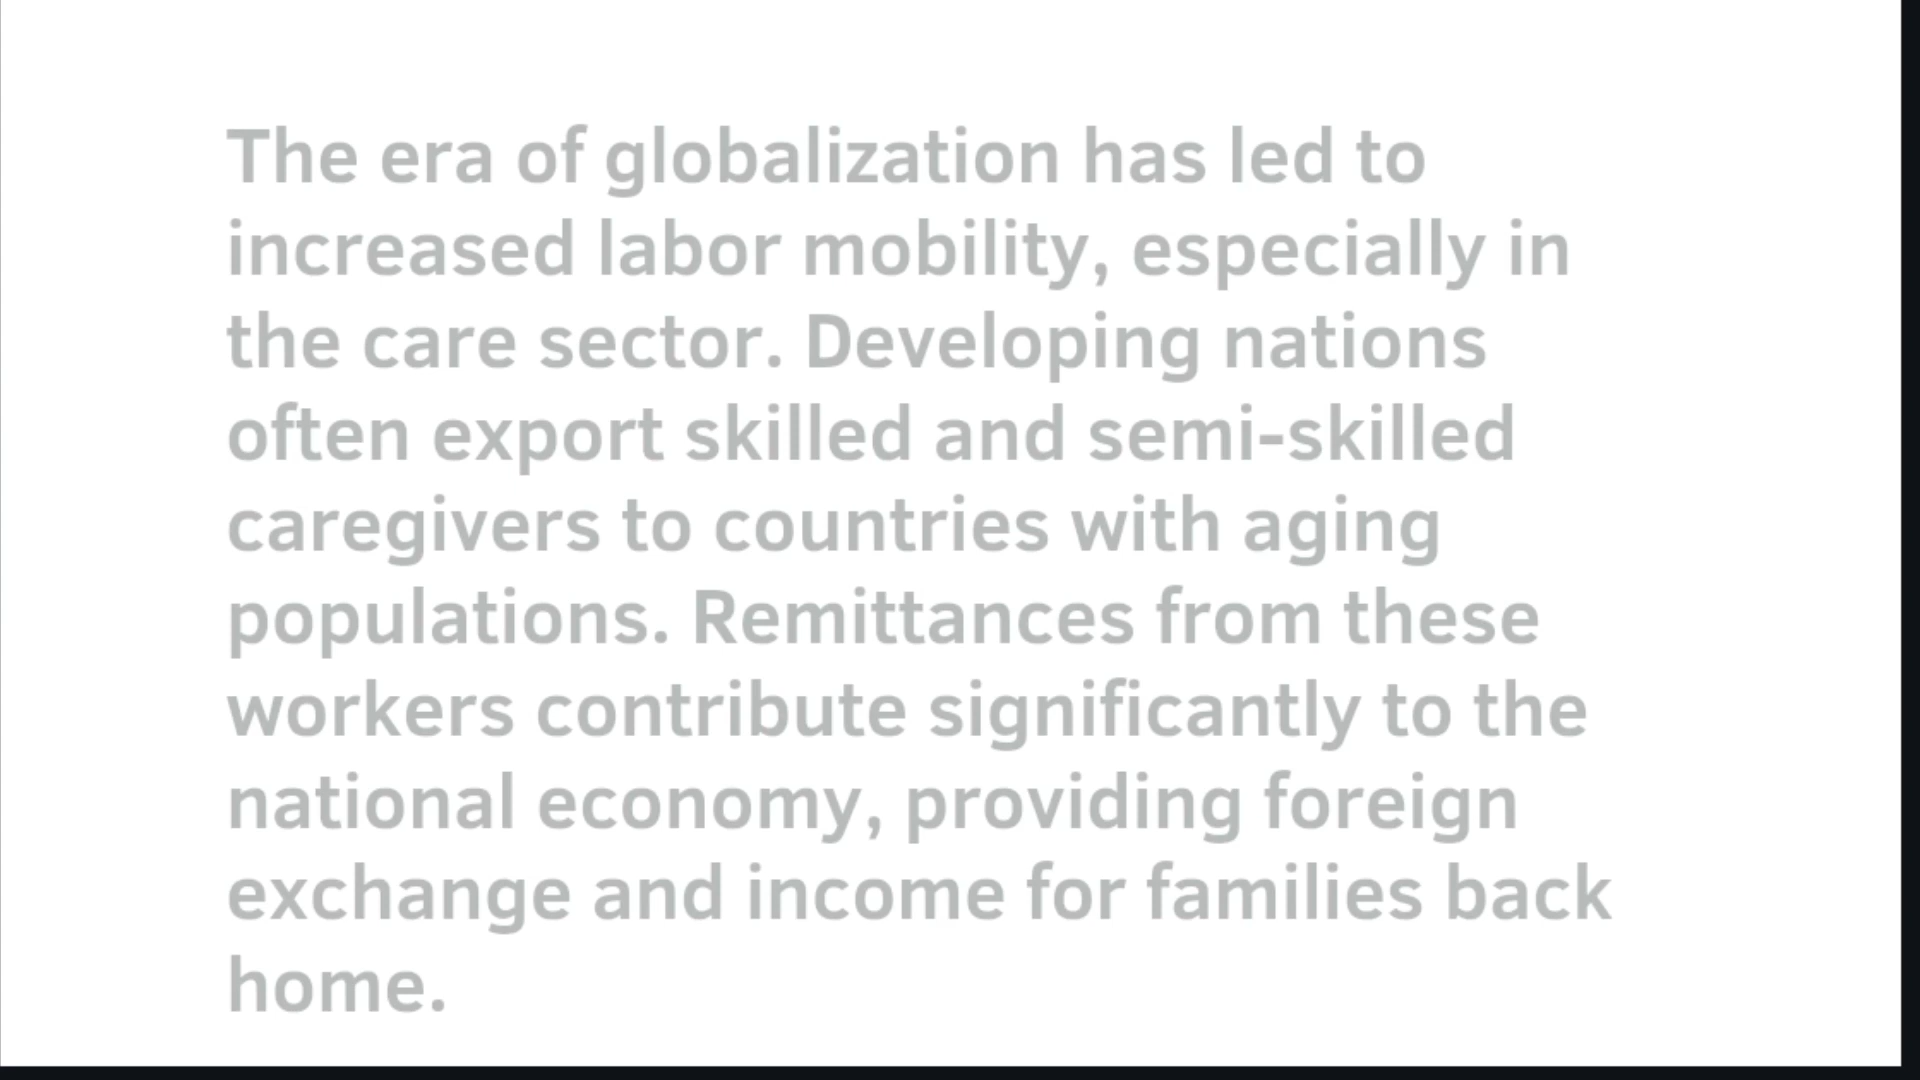 The era of globalization has led to
increased labor mobility, especially in
the care sector. Developing nations
often export skilled and semi-skilled
caregivers to countries with aging
populations. Remittances from these
workers contribute significantly to the
national economy, providing foreign
exchange and income for families back
home.